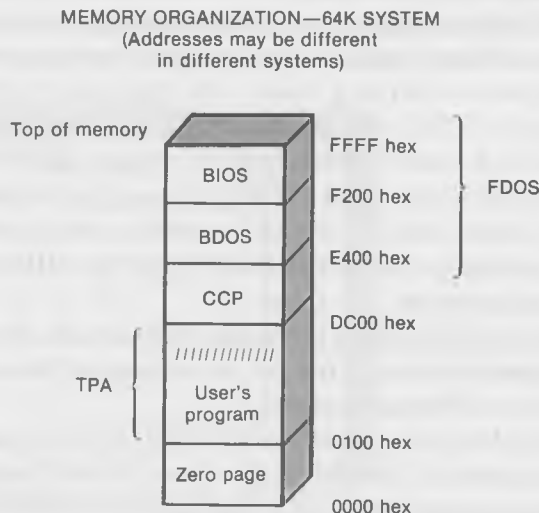 MEMORY ORGANIZATION—64K SYSTEM
(Addresses may be different
in different systems)
Top of memory
FFFF hex
BIOS
F200 hex
FDOS
BDOS
E400 hex
CCP
DC00 hex
TPA
User's
program
0100 hex
Zero page
0000 hex